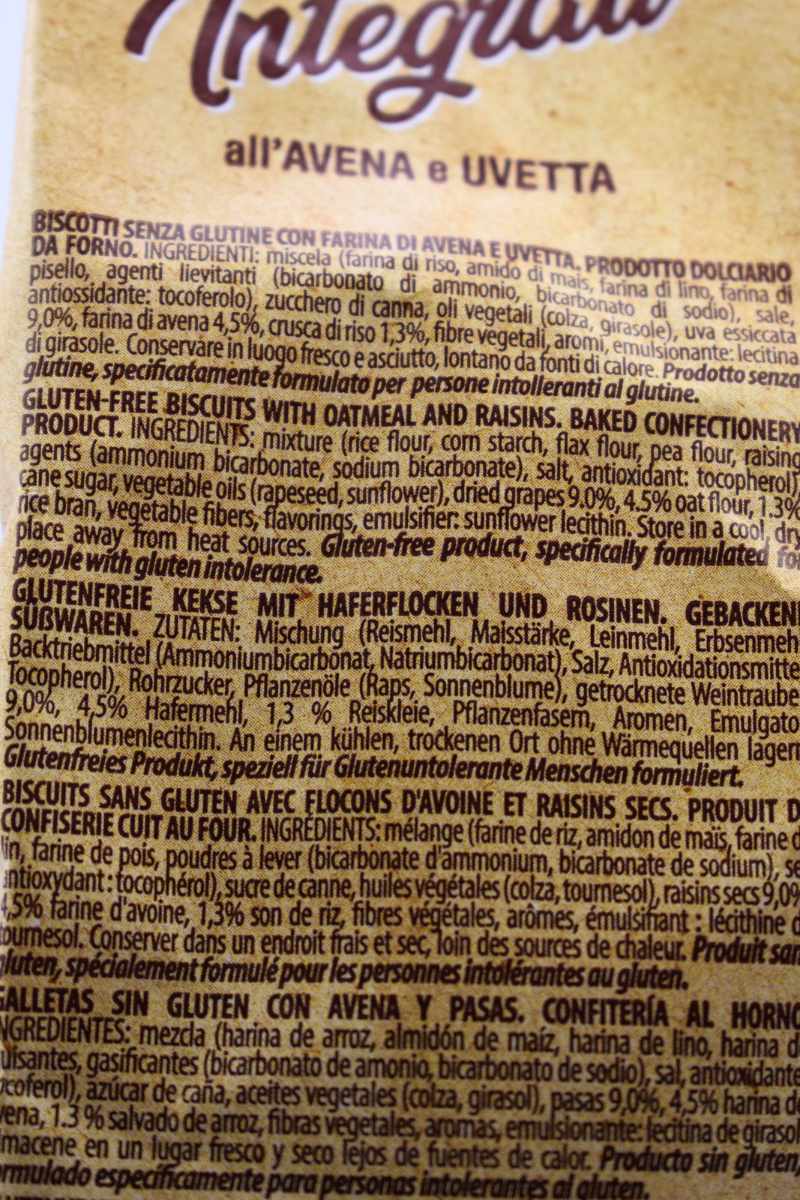 Integrali
all'AVENA e UVETTA
BISCOTTI SENZA GLUTINE CON FARINA DI AVENA E UVETTA. PRODOTTO DOLCIARIO
DA FORNO. INGREDIENTI: miscela (farina di riso, amido di mais, farina di lino, farina di
pisello, agenti lievitanti (bicarbonato di ammonio, bicarbonato di sodio), sale,
antiossidante: tocoferolo), zucchero di canna, oli vegetali (colza, girasole), uva essiccata
9,0%, farina di avena 4,5%, crusca di riso 1,3%, fibre vegetali, aromi, emulsionante: lecitina
di girasole. Conservare in luogo fresco e asciutto, lontano da fonti di calore. Prodotto senza
glutine, specificatamente formulato per persone intolleranti al glutine.
GLUTEN-FREE BISCUITS WITH OATMEAL AND RAISINS. BAKED CONFECTIONERY
PRODUCT. INGREDIENTS: mixture (rice flour, corn starch, flax flour, pea flour, raising
agents (ammonium bicarbonate, sodium bicarbonate), salt, antioxidant: tocopherol),
cane sugar, vegetable oils (rapeseed, sunflower), dried grapes 9.0%, 4.5% oat flour, 1.3%
rice bran, vegetable fibers, flavorings, emulsifier: sunflower lecithin. Store in a cool, dry
place away from heat sources. Gluten-free product, specifically formulated for
people with gluten intolerance.
GLUTENFREIE KEKSE MIT HAFERFLOCKEN UND ROSINEN. GEBACKEN
SÜßWAREN. ZUTATEN: Mischung (Reismehl, Maisstärke, Leinmehl, Erbsenmeh
Backtriebmittel (Ammoniumbicarbonat, Natriumbicarbonat), Salz, Antioxidationsmitte
Tocopherol), Rohrzucker, Pflanzenöle (Raps, Sonnenblume), getrocknete Weintraube
9,0%, 4,5% Hafermehl, 1,3 % Reiskleie, Pflanzenfasern, Aromen, Emulgato
Sonnenblumenlecithin. An einem kühlen, trockenen Ort ohne Wärmequellen lagern
Glutenfreies Produkt, speziell für Glutenuntolerante Menschen formuliert.
BISCUITS SANS GLUTEN AVEC FLOCONS D'AVOINE ET RAISINS SECS. PRODUIT D
CONFISERIE CUIT AU FOUR. INGRÉDIENTS: mélange (farine de riz, amidon de maïs, farine d
lin, farine de pois, poudres à lever (bicarbonate d'ammonium, bicarbonate de sodium), se
antioxydant : tocophérol), sucre de canne, huiles végétales (colza, tournesol), raisins secs 9,0%
4,5% farine d'avoine, 1,3% son de riz, fibres végétales, arômes, émulsifiant : lécithine d
tournesol. Conserver dans un endroit frais et sec, loin des sources de chaleur. Produit san
gluten, spécialement formulé pour les personnes intolérantes au gluten.
GALLETAS SIN GLUTEN CON AVENA Y PASAS. CONFITERÍA AL HORNO
INGREDIENTES: mezcla (harina de arroz, almidón de maíz, harina de lino, harina d
uisantes, gasificantes (bicarbonato de amonio, bicarbonato de sodio), sal, antioxidante
ocoferol), azúcar de caña, aceites vegetales (colza, girasol), pasas 9,0%, 4,5% harina de
vena, 1.3 % salvado de arroz, fibras vegetales, aromas, emulsionante: lecitina de girasol
macene en un lugar fresco y seco lejos de fuentes de calor. Producto sin gluten,
rmulado específicamente para personas intolerantes al gluten.